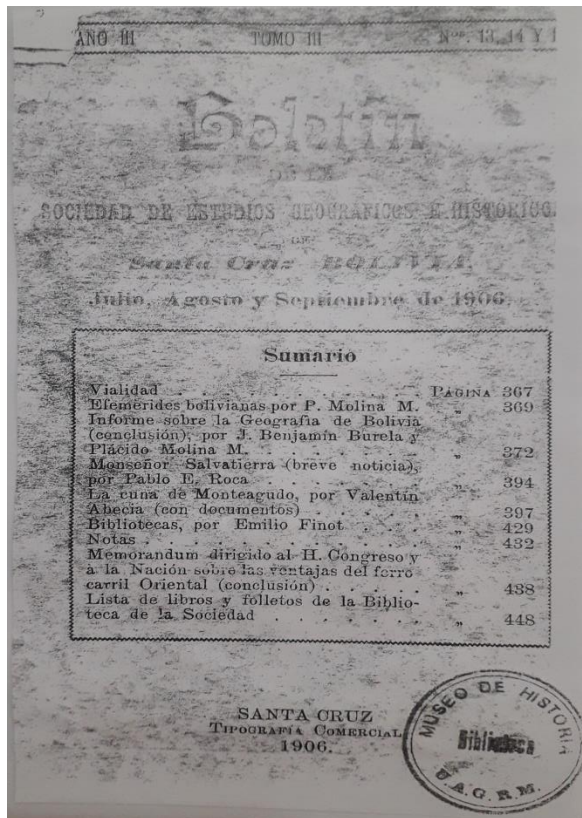 AÑO III TOMO III Nos. 13, 14 Y
Boletín
DE LA
SOCIEDAD DE ESTUDIOS GEOGRAFICOS E HISTORICOS
DE
Santa Cruz BOLIVIA
Julio, Agosto y Septiembre de 1906.
Sumario
Vialidad . . . . . . . . . . . . PÁGINA 367
Efemérides bolivianas por P. Molina M. „ 369
Informe sobre la Geografía de Bolivia
(conclusión), por J. Benjamín Burela y
Plácido Molina M. . . . . . . . . „ 372
Monseñor Salvatierra (breve noticia),
por Pablo E. Roca . . . . . . . . „ 394
La cuna de Monteagudo, por Valentín
Abecia (con documentos) . . . . . „ 397
Bibliotecas, por Emilio Finot . . . „ 429
Notas . . . . . . . . . . . . . „ 432
Memorandum dirigido al H. Congreso y
a la Nación sobre las ventajas del ferro
carril Oriental (conclusión) . . . . . „ 438
Lista de libros y folletos de la Biblio-
teca de la Sociedad . . . . . . . „ 448
SANTA CRUZ
TIPOGRAFÍA COMERCIAL
1906.
MUSEO DE HISTORIA
Biblioteca
U.A.G.R.M.